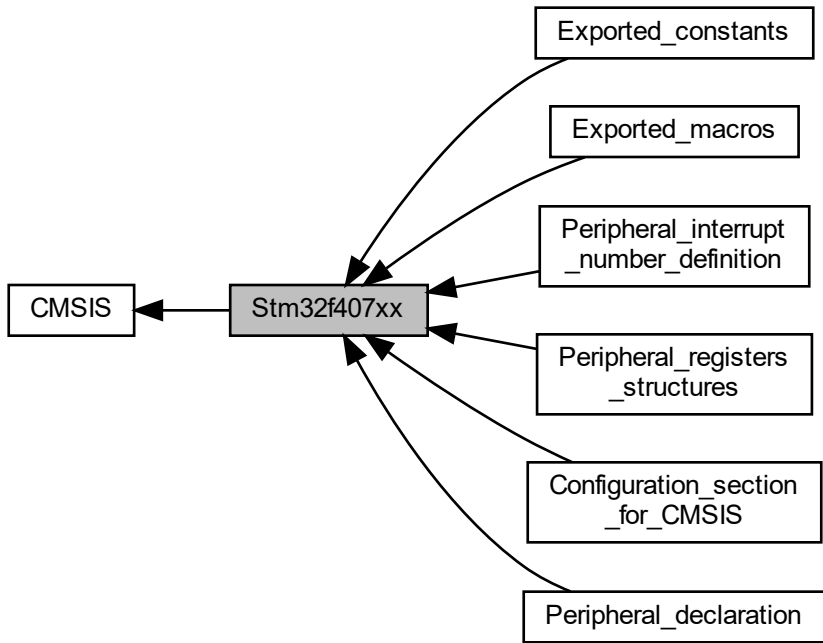 CMSIS
Stm32f407xx
Exported_constants
Exported_macros
Peripheral_interrupt
_number_definition
Peripheral_registers
_structures
Configuration_section
_for_CMSIS
Peripheral_declaration